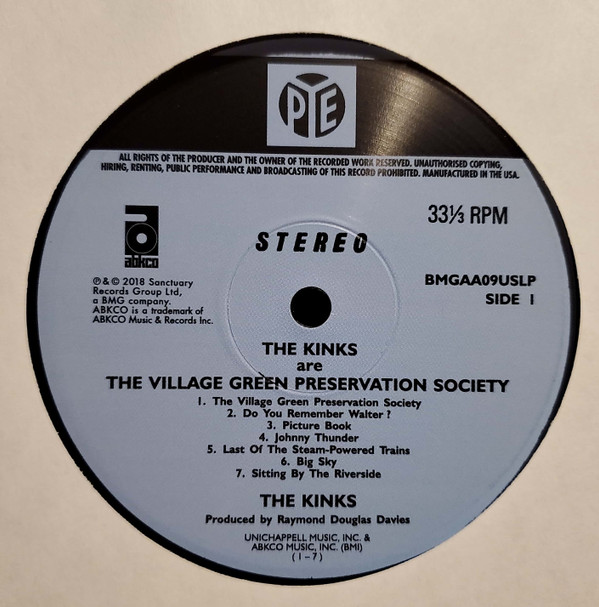 PYE
ALL RIGHTS OF THE PRODUCER AND THE OWNER OF THE RECORDED WORK RESERVED. UNAUTHORISED COPYING,
HIRING, RENTING, PUBLIC PERFORMANCE AND BROADCASTING OF THIS RECORD PROHIBITED. MANUFACTURED IN THE USA.
33⅓ RPM
STEREO
abkco
BMGAA09USLP
SIDE 1
℗ & © 2018 Sanctuary
Records Group Ltd,
a BMG company.
ABKCO is a trademark of
ABKCO Music & Records Inc.
THE KINKS
are
THE VILLAGE GREEN PRESERVATION SOCIETY
1. The Village Green Preservation Society
2. Do You Remember Walter ?
3. Picture Book
4. Johnny Thunder
5. Last Of The Steam-Powered Trains
6. Big Sky
7. Sitting By The Riverside
THE KINKS
Produced by Raymond Douglas Davies
UNICHAPPELL MUSIC, INC. &
ABKCO MUSIC, INC. (BMI)
( 1 – 7 )